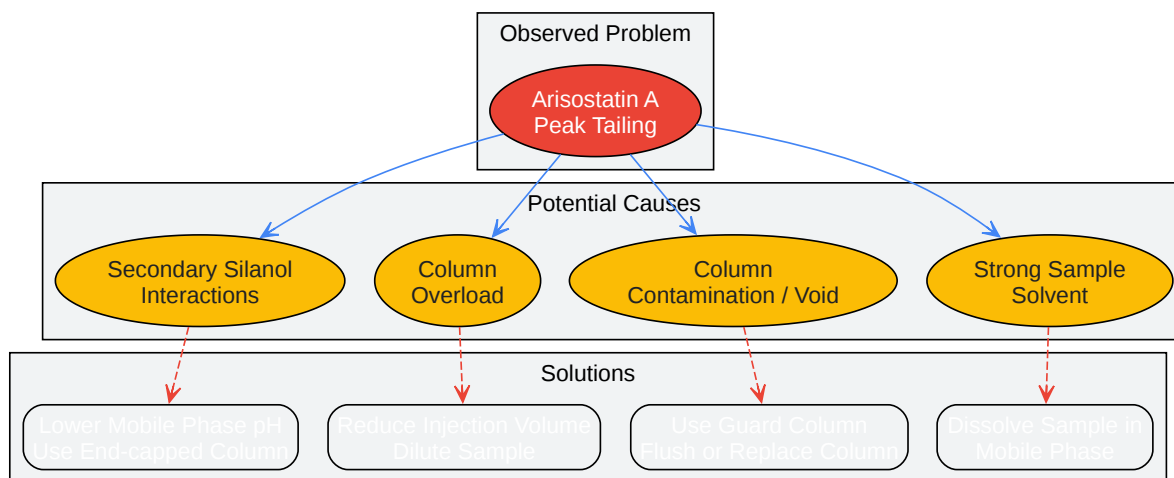 Observed Problem
Arisostatin A
Peak Tailing
Potential Causes
Secondary Silanol
Interactions
Column
Overload
Column
Contamination / Void
Strong Sample
Solvent
Solutions
Lower Mobile Phase pH
Use End-capped Column
Reduce Injection Volume
Dilute Sample
Use Guard Column
Flush or Replace Column
Dissolve Sample in
Mobile Phase